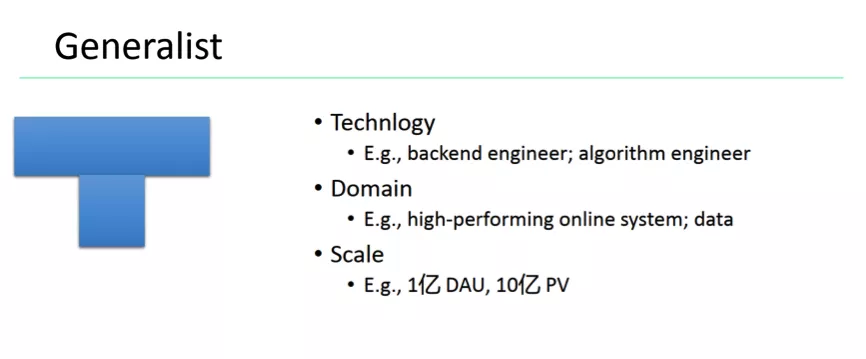 Generalist
• Technlogy
• E.g., backend engineer; algorithm engineer
• Domain
• E.g., high-performing online system; data
• Scale
• E.g., 1亿 DAU, 10亿 PV